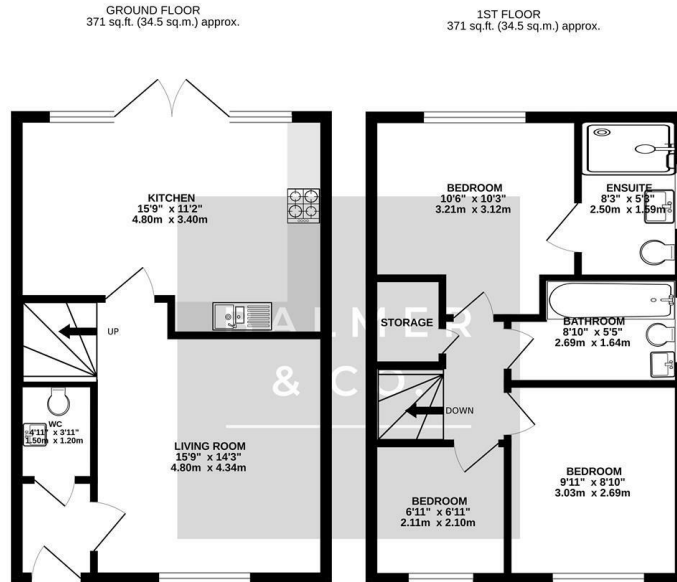 GROUND FLOOR
371 sq.ft. (34.5 sq.m.) approx.
1ST FLOOR
371 sq.ft. (34.5 sq.m.) approx.
KITCHEN
15'9" x 11'2"
4.80m x 3.40m
UP
WC
4'11" x 3'11"
1.50m x 1.20m
LIVING ROOM
15'9" x 14'3"
4.80m x 4.34m
BEDROOM
10'6" x 10'3"
3.21m x 3.12m
ENSUITE
8'3" x 5'3"
2.50m x 1.59m
STORAGE
BATHROOM
8'10" x 5'5"
2.69m x 1.64m
DOWN
BEDROOM
6'11" x 6'11"
2.11m x 2.10m
BEDROOM
9'11" x 8'10"
3.03m x 2.69m
ALMER
& CO.